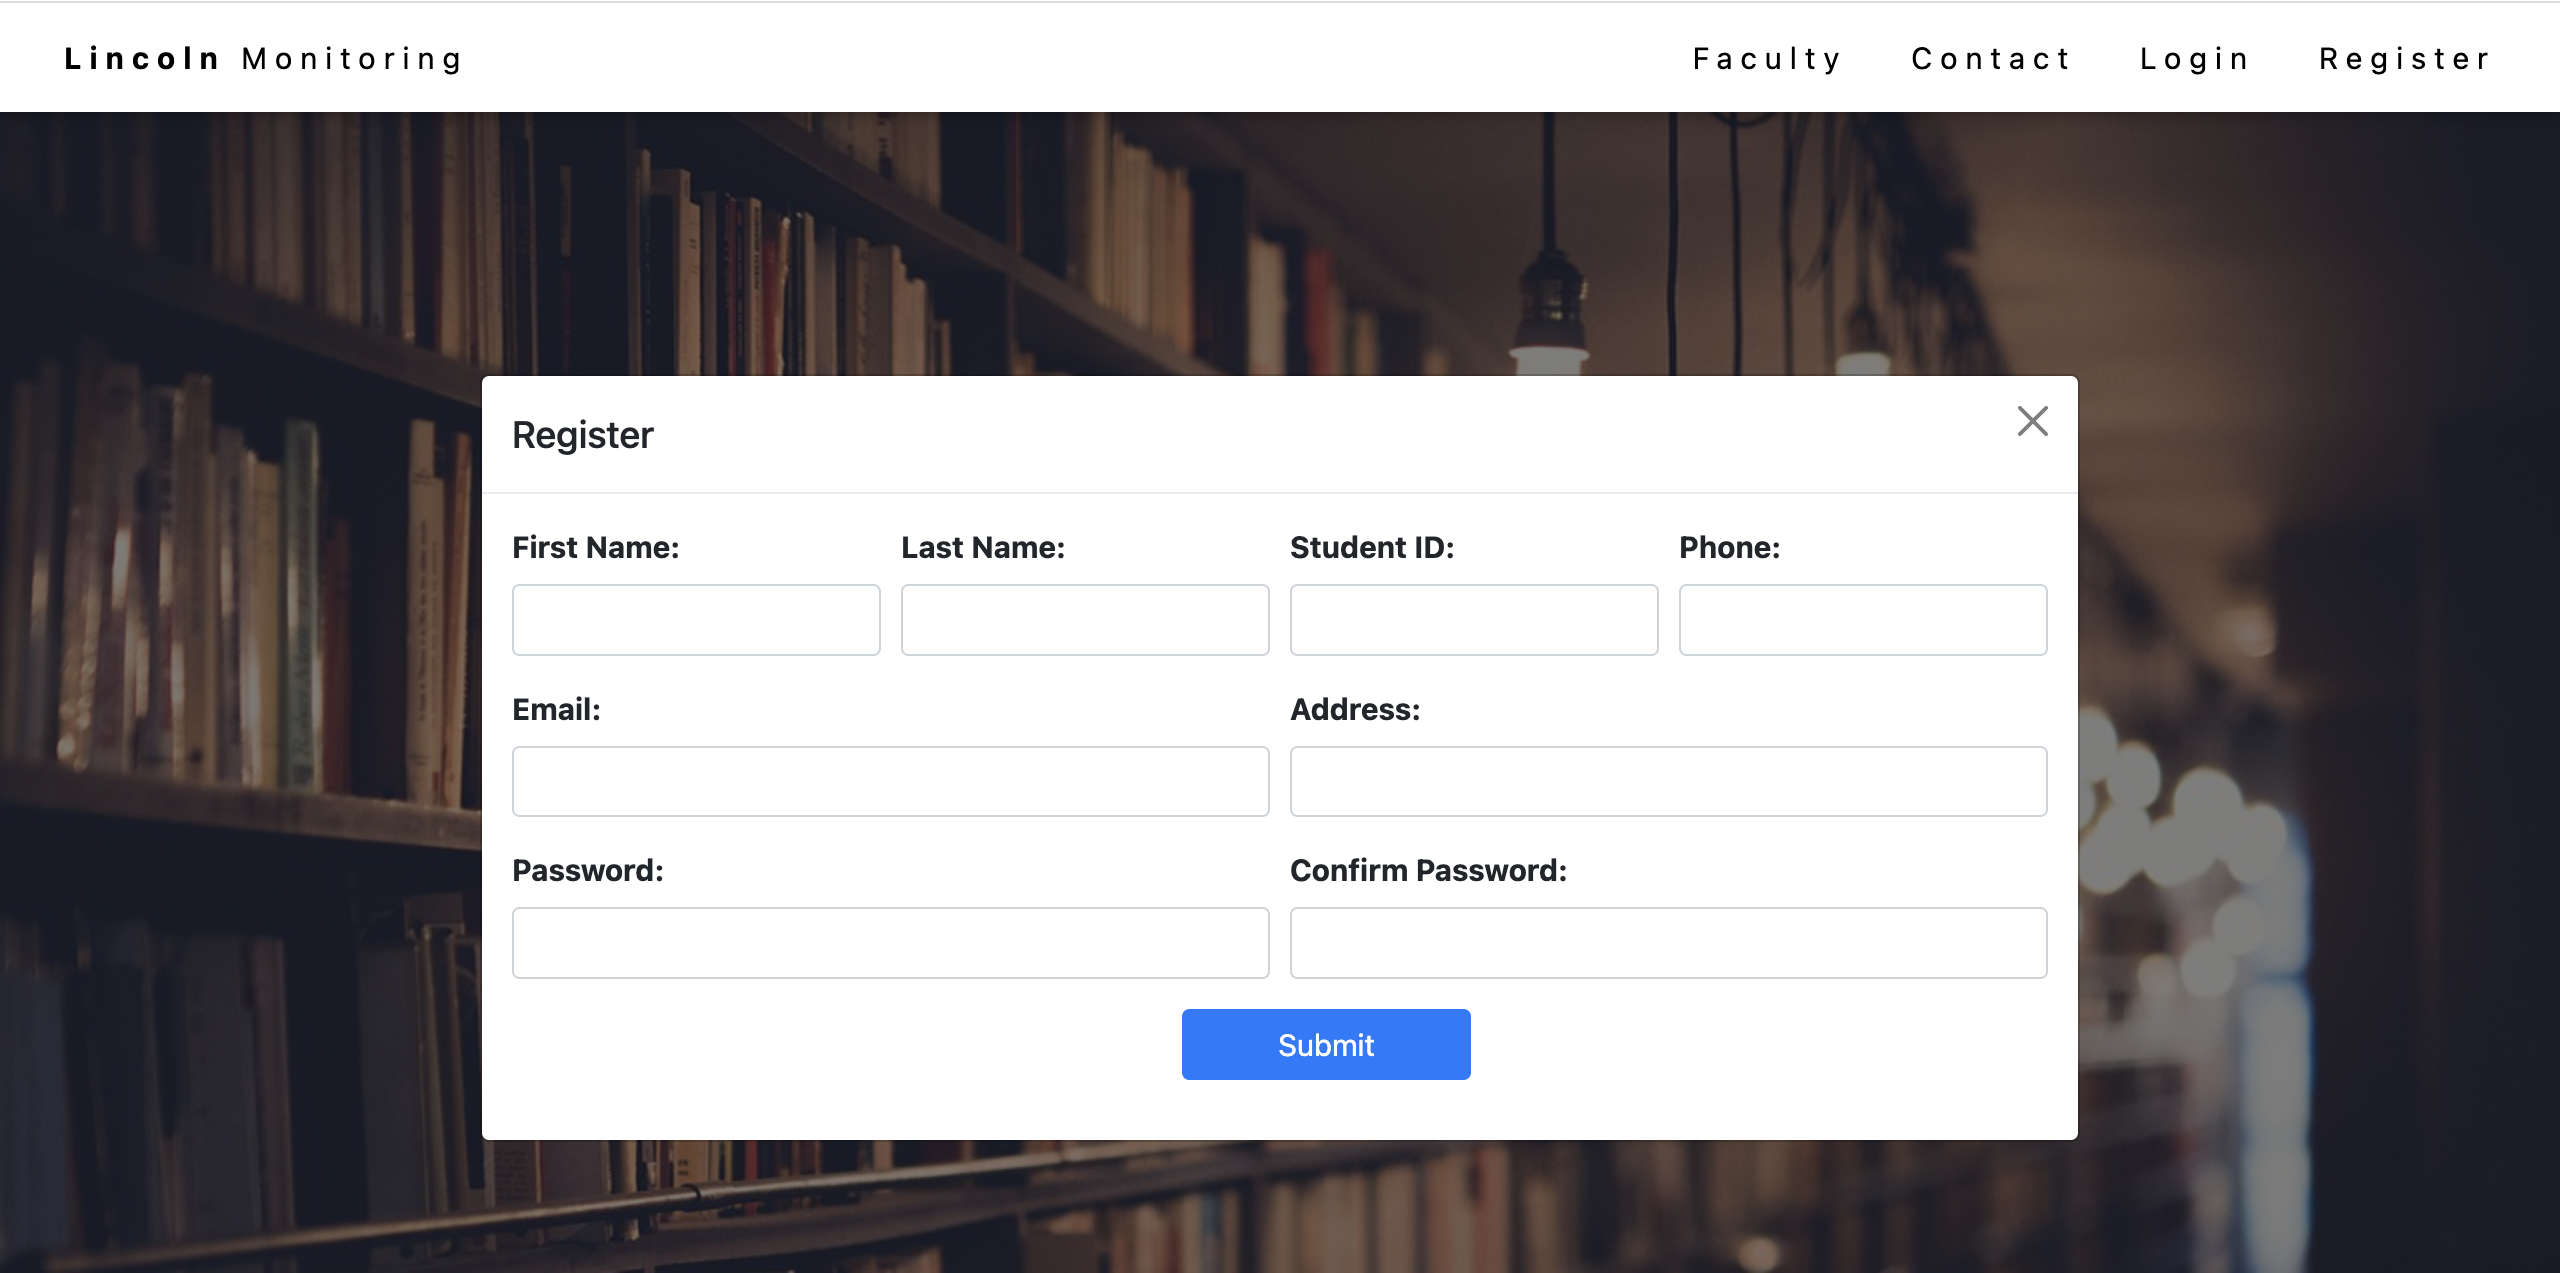 Lincoln Monitoring
Faculty Contact Login Register
Register
First Name: Last Name: Student ID: Phone:
Email: Address:
Password: Confirm Password:
Submit